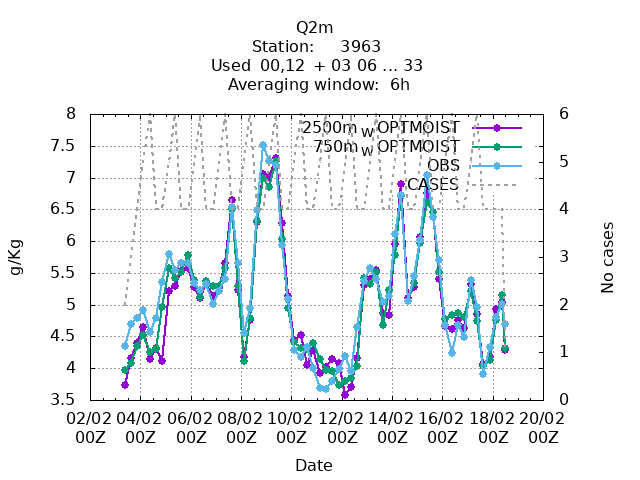 Q2m
Station: 3963
Used 00,12 + 03 06 ... 33
Averaging window: 6h
8
7.5
7
6.5
6
5.5
5
4.5
4
3.5
g/Kg
6
5
4
3
2
1
0
No cases
2500m_W OPTMOIST
750m_W OPTMOIST
OBS
CASES
02/02 04/02 06/02 08/02 10/02 12/02 14/02 16/02 18/02 20/02
00Z 00Z 00Z 00Z 00Z 00Z 00Z 00Z 00Z 00Z
Date